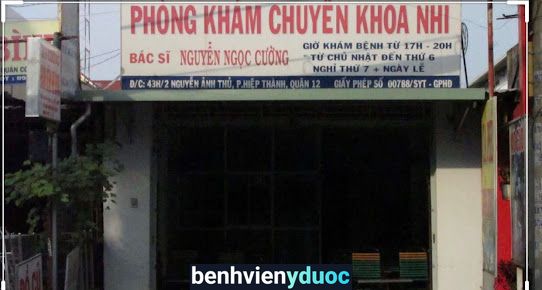 PHÒNG KHÁM CHUYÊN KHOA NHI
BÁC SĨ NGUYỄN NGỌC CƯỜNG
GIỜ KHÁM BỆNH TỪ 17H - 20H
TỪ CHỦ NHẬT ĐẾN THỨ 6
NGHỈ THỨ 7 + NGÀY LỄ
Đ/C: 43H/2 NGUYỄN ẢNH THỦ, P.HIỆP THÀNH, QUẬN 12 GIẤY PHÉP SỐ 00788/SYT - GPHĐ
benhvienyduoc